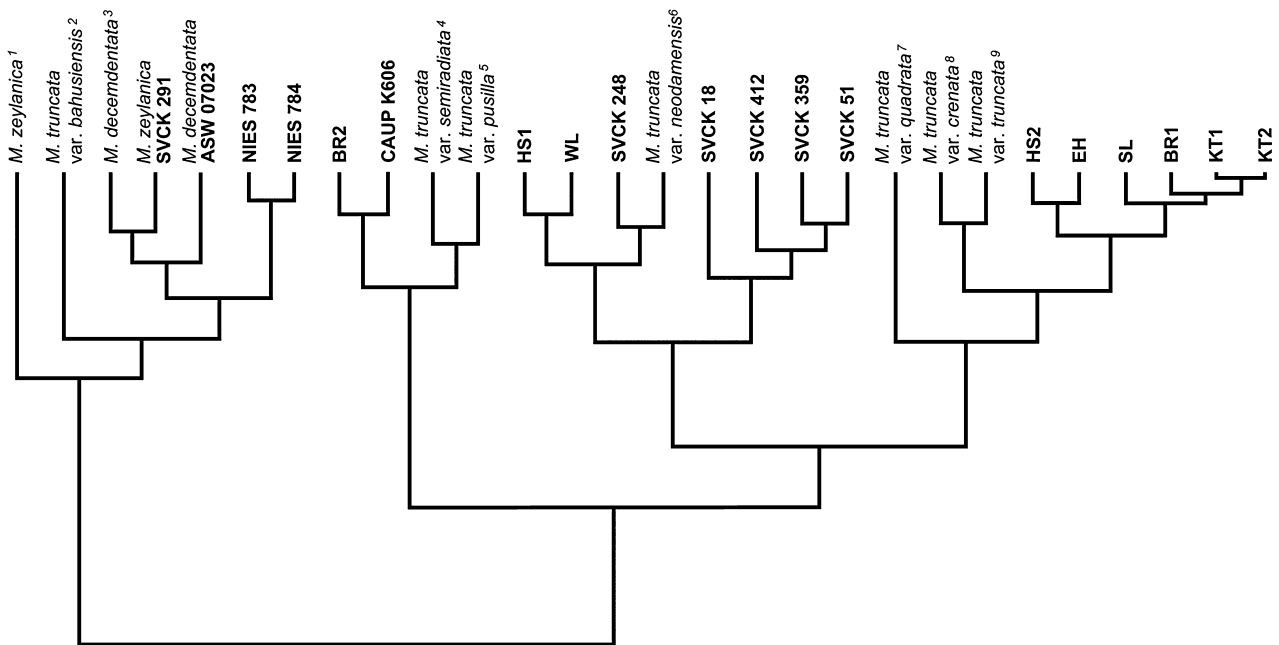 M. zeylanica 1
M. truncata
var. bahusiensis 2
M. decemdentata 3
M. zeylanica
SVCK 291
M. decemdentata
ASW 07023
NIES 783
NIES 784
BR2
CAUP K606
M. truncata
var. semiradiata 4
M. truncata
var. pusilla 5
HS1
WL
SVCK 248
M. truncata
var. neodamensis 6
SVCK 18
SVCK 412
SVCK 359
SVCK 51
M. truncata
var. quadrata 7
M. truncata
var. crenata 8
M. truncata
var. truncata 9
HS2
EH
SL
BR1
KT1
KT2